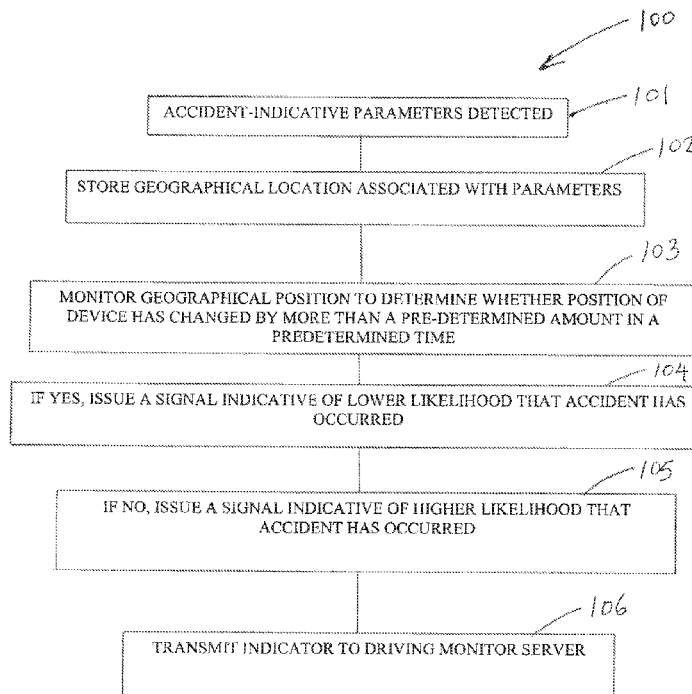 100
ACCIDENT-INDICATIVE PARAMETERS DETECTED
101
102
STORE GEOGRAPHICAL LOCATION ASSOCIATED WITH PARAMETERS
103
MONITOR GEOGRAPHICAL POSITION TO DETERMINE WHETHER POSITION OF
DEVICE HAS CHANGED BY MORE THAN A PRE-DETERMINED AMOUNT IN A
PREDETERMINED TIME
104
IF YES, ISSUE A SIGNAL INDICATIVE OF LOWER LIKELIHOOD THAT ACCIDENT HAS
OCCURRED
105
IF NO, ISSUE A SIGNAL INDICATIVE OF HIGHER LIKELIHOOD THAT
ACCIDENT HAS OCCURRED
106
TRANSMIT INDICATOR TO DRIVING MONITOR SERVER